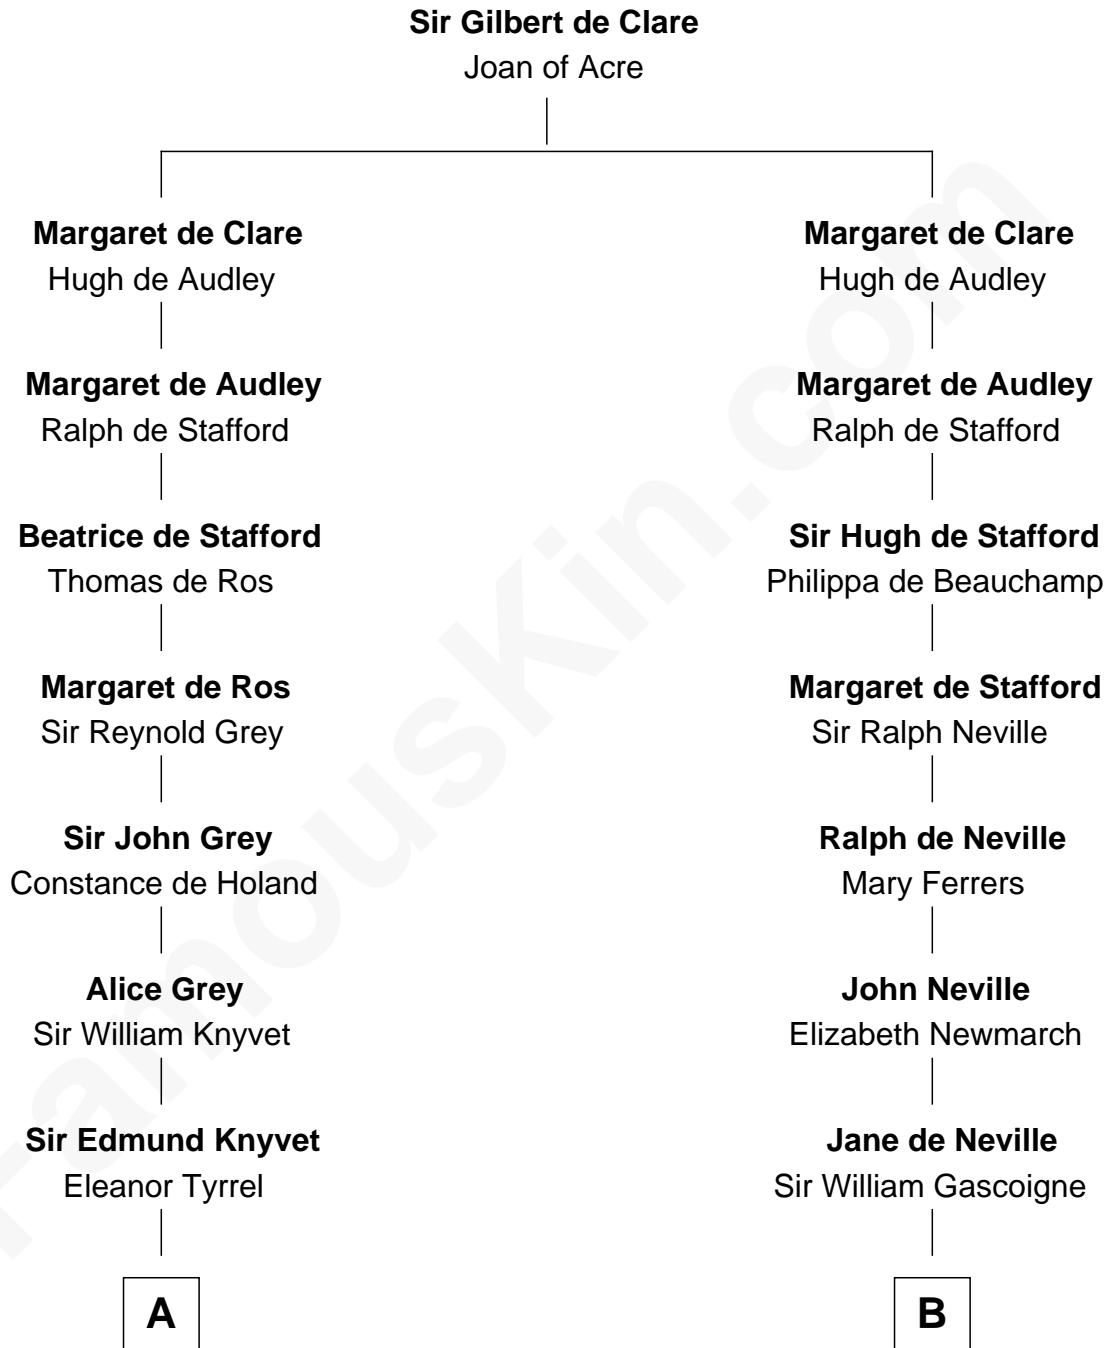 Sir Gilbert de Clare
Joan of Acre
Margaret de Clare
Hugh de Audley
Margaret de Audley
Ralph de Stafford
Beatrice de Stafford
Thomas de Ros
Margaret de Ros
Sir Reynold Grey
Sir John Grey
Constance de Holand
Alice Grey
Sir William Knyvet
Sir Edmund Knyvet
Eleanor Tyrrel
A
Margaret de Clare
Hugh de Audley
Margaret de Audley
Ralph de Stafford
Sir Hugh de Stafford
Philippa de Beauchamp
Margaret de Stafford
Sir Ralph Neville
Ralph de Neville
Mary Ferrers
John Neville
Elizabeth Newmarch
Jane de Neville
Sir William Gascoigne
B
FamousKin.com